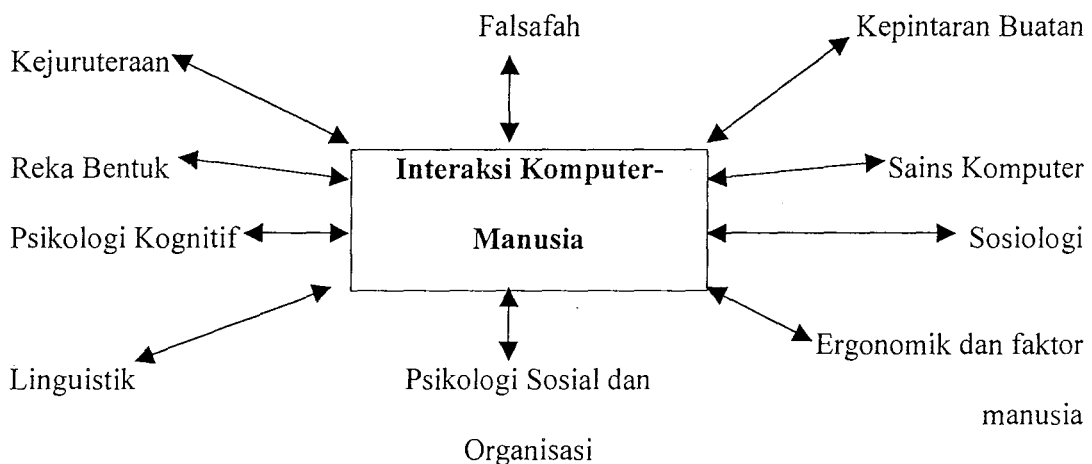 Falsafah
Kepintaran Buatan
Kejuruteraan
Reka Bentuk
Interaksi Komputer-
Manusia
Sains Komputer
Psikologi Kognitif
Sosiologi
Linguistik
Psikologi Sosial dan
Organisasi
Ergonomik dan faktor
manusia